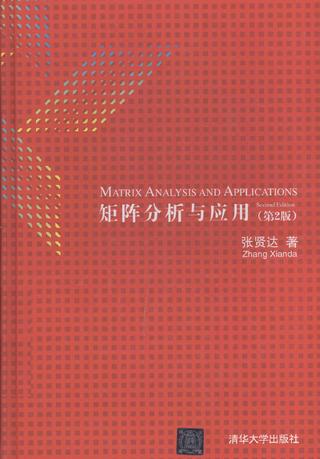 MATRIX ANALYSIS AND APPLICATIONS
Second Edition
矩阵分析与应用(第2版)
张贤达 著
Zhang Xianda
清华大学出版社